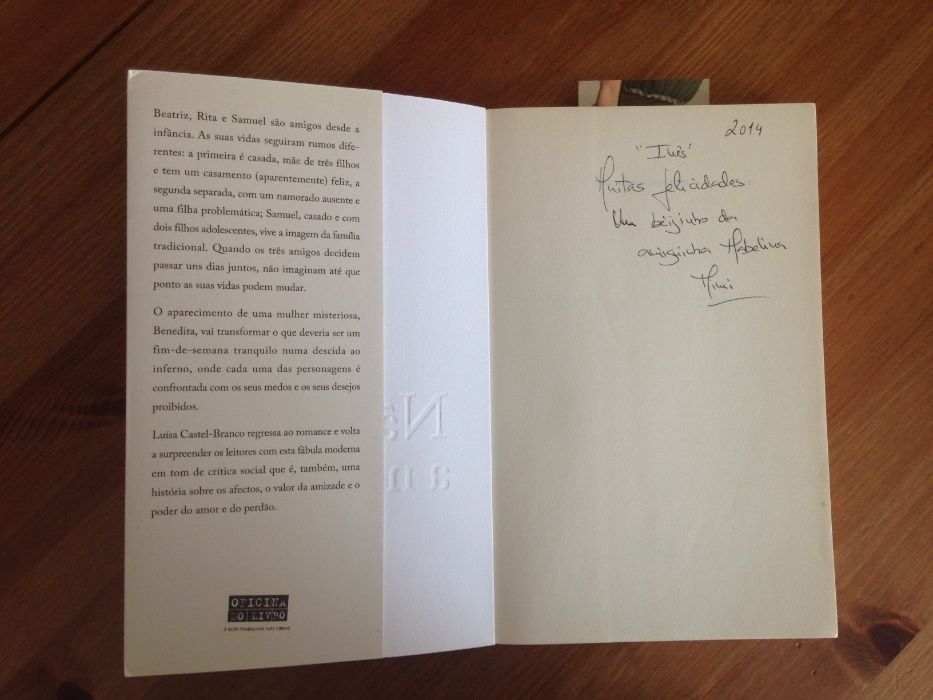 Beatriz, Rita e Samuel são amigos desde a
infância. As suas vidas seguiram rumos dife-
rentes: a primeira é casada, mãe de três filhos
e tem um casamento (aparentemente) feliz, a
segunda separada, com um namorado ausente e
uma filha problemática; Samuel, casado e com
dois filhos adolescentes, vive a imagem da família
tradicional. Quando os três amigos decidem
passar uns dias juntos, não imaginam até que
ponto as suas vidas podem mudar.
O aparecimento de uma mulher misteriosa,
Benedita, vai transformar o que deveria ser um
fim-de-semana tranquilo numa descida ao
inferno, onde cada uma das personagens é
confrontada com os seus medos e os seus desejos
proibidos.
Luísa Castel-Branco regressa ao romance e volta
a surpreender os leitores com esta fábula moderna
em tom de crítica social que é, também, uma
história sobre os afectos, o valor da amizade e o
poder do amor e do perdão.
OFICINA
DO LIVRO
É BOM TRABALHAR NAS OBRAS
2014
"Inês"
Muitas felicidades
Um beijinho da
amiguinha
Mimi